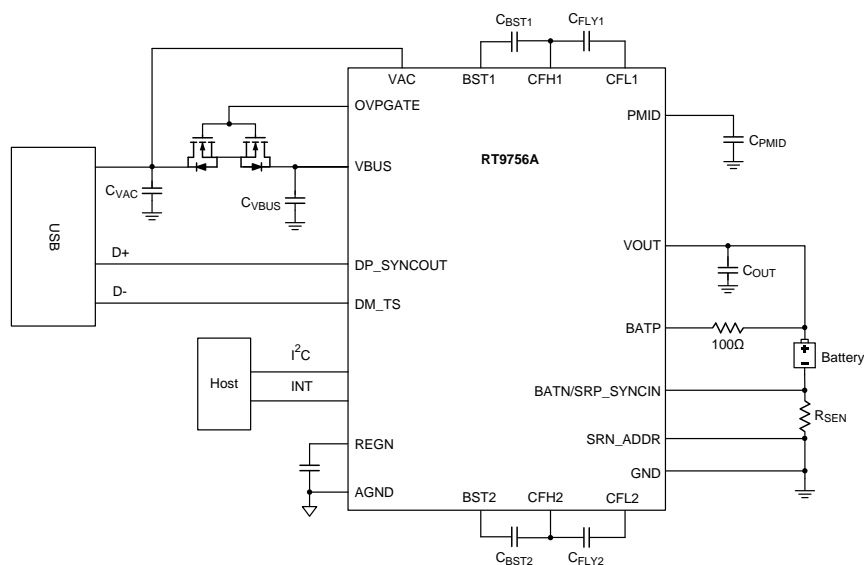 CBST1
CFLY1
VAC
BST1
CFH1
CFL1
OVPGATE
PMID
CPMID
RT9756A
VBUS
CVAC
CVBUS
USB
VOUT
COUT
D+
DP_SYNCOUT
D-
DM_TS
BATP
100Ω
Battery
Host
I2C
INT
BATN/SRP_SYNCIN
RSEN
REGN
SRN_ADDR
GND
AGND
BST2
CFH2
CFL2
CBST2
CFLY2